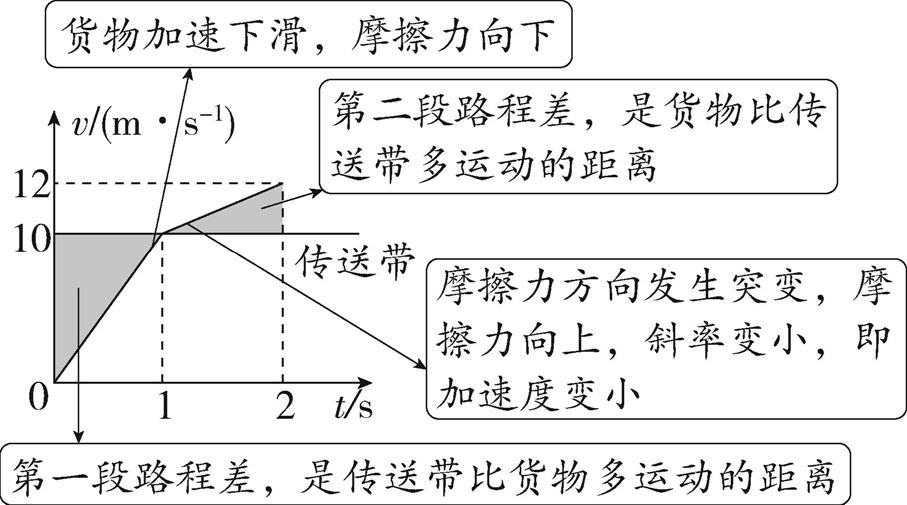 货物加速下滑，摩擦力向下
v/(m·s⁻¹)
第二段路程差，是货物比传
送带多运动的距离
12
10
传送带
摩擦力方向发生突变，摩
擦力向上，斜率变小，即
加速度变小
0
1
2
t/s
第一段路程差，是传送带比货物多运动的距离